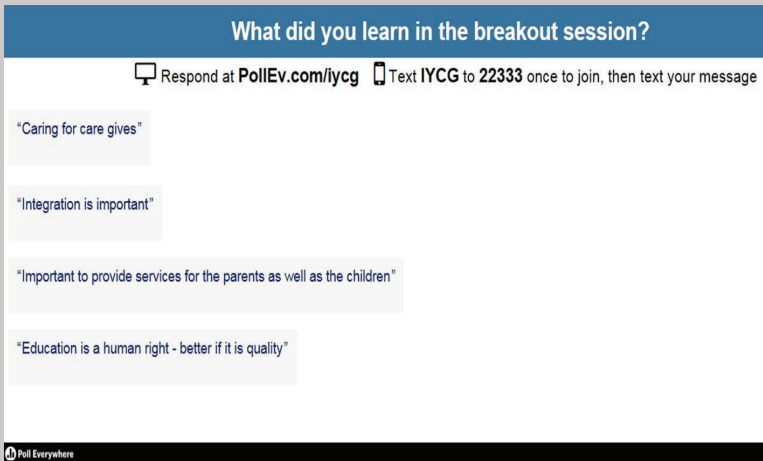 What did you learn in the breakout session?
Respond at PollEv.com/iycg Text IYCG to 22333 once to join, then text your message
“Caring for care gives”
“Integration is important”
“Important to provide services for the parents as well as the children”
“Education is a human right - better if it is quality”
Poll Everywhere